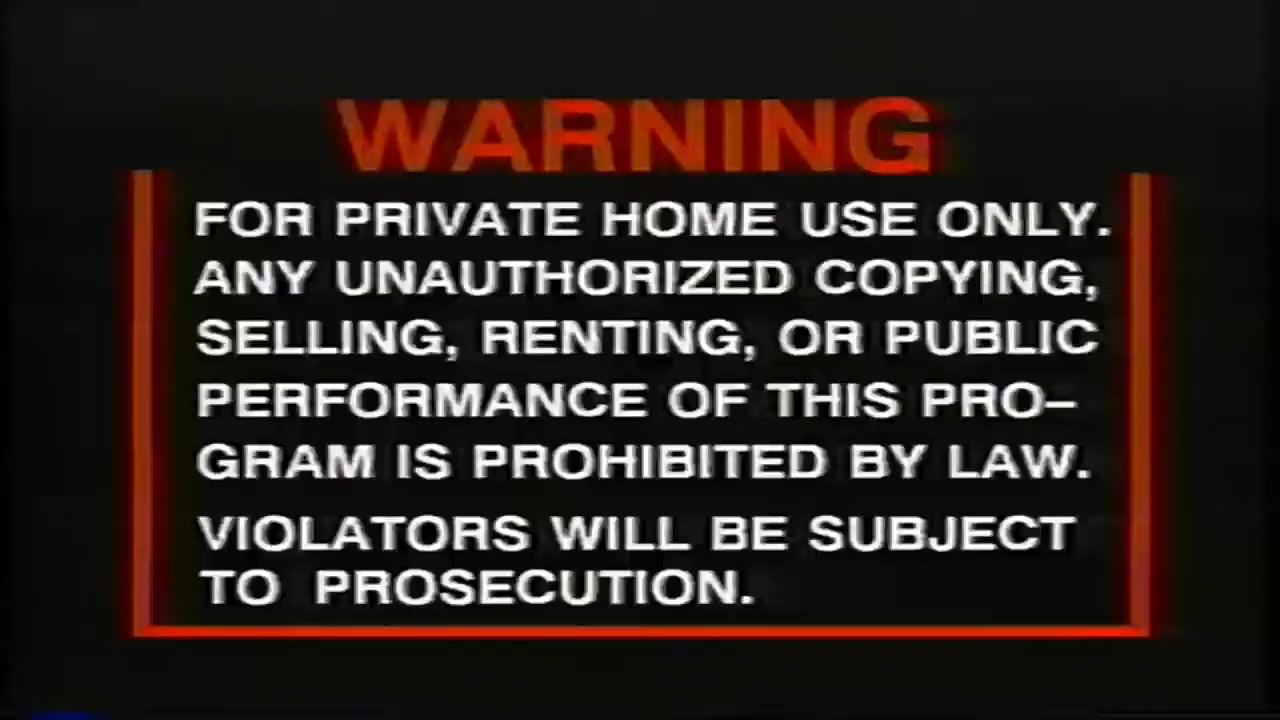 WARNING
FOR PRIVATE HOME USE ONLY.
ANY UNAUTHORIZED COPYING,
SELLING, RENTING, OR PUBLIC
PERFORMANCE OF THIS PRO–
GRAM IS PROHIBITED BY LAW.
VIOLATORS WILL BE SUBJECT
TO PROSECUTION.